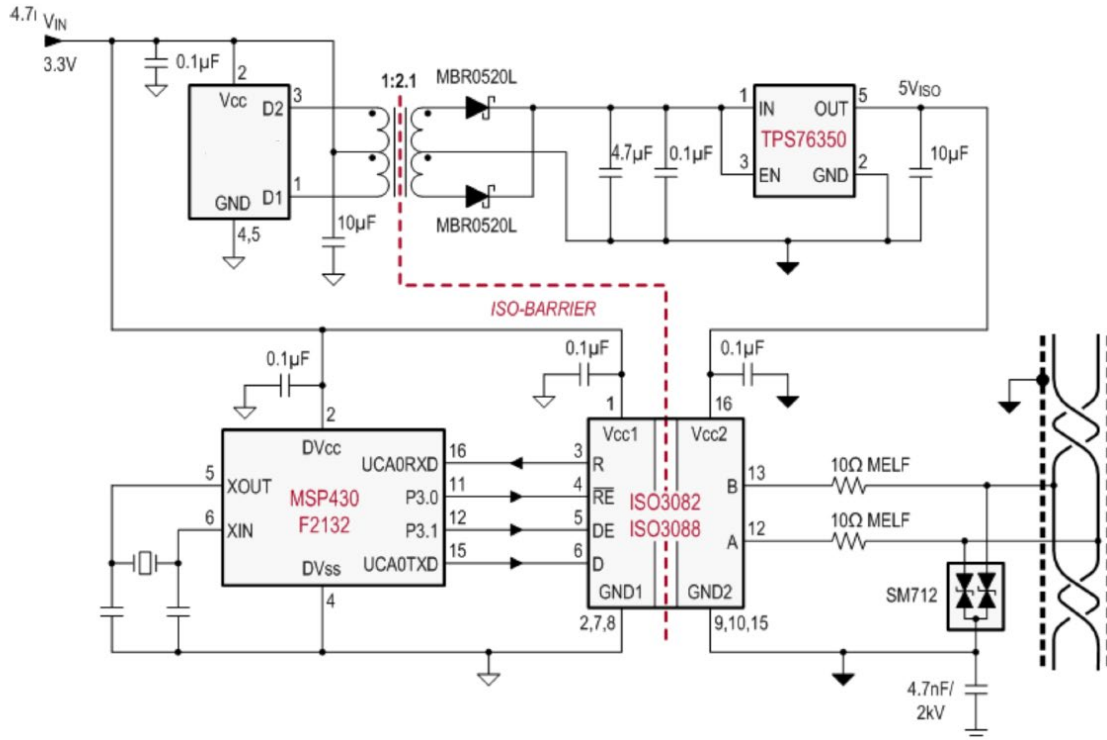 4.7
VIN
3.3V
0.1µF
2
Vcc
D2
3
D1
1
GND
4,5
10µF
1:2.1
MBR0520L
MBR0520L
4.7µF
0.1µF
1
IN
OUT
5
TPS76350
3
EN
GND
2
5VISO
10µF
ISO-BARRIER
0.1µF
2
DVcc
5
XOUT
6
XIN
MSP430
F2132
UCA0RXD
16
P3.0
11
P3.1
12
UCA0TXD
15
DVss
4
0.1µF
1
Vcc1
3
R
4
RE
5
DE
6
D
GND1
2,7,8
ISO3082
ISO3088
0.1µF
16
Vcc2
B
13
A
12
GND2
9,10,15
10Ω MELF
10Ω MELF
SM712
4.7nF/
2kV